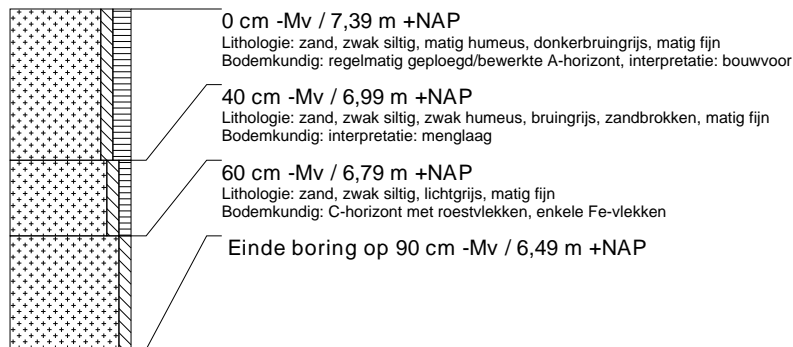 0 cm -Mv / 7,39 m +NAP
Lithologie: zand, zwak siltig, matig humeus, donkerbruingrijs, matig fijn
Bodemkundig: regelmatig geploegd/bewerkte A-horizont, interpretatie: bouwvoor
40 cm -Mv / 6,99 m +NAP
Lithologie: zand, zwak siltig, zwak humeus, bruingrijs, zandbrokken, matig fijn
Bodemkundig: interpretatie: menglaag
60 cm -Mv / 6,79 m +NAP
Lithologie: zand, zwak siltig, lichtgrijs, matig fijn
Bodemkundig: C-horizont met roestvlekken, enkele Fe-vlekken
Einde boring op 90 cm -Mv / 6,49 m +NAP